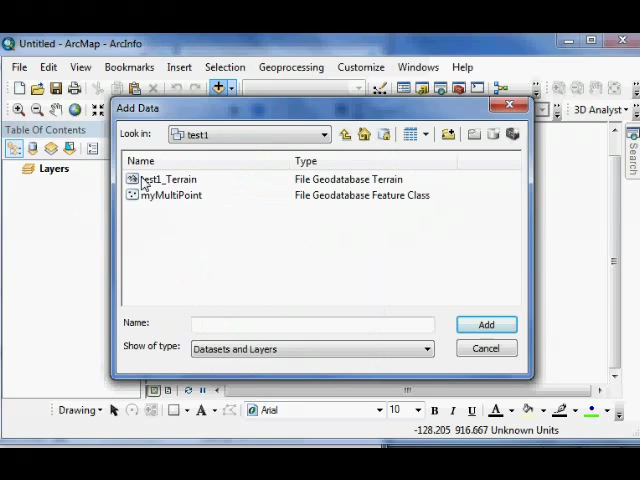 Untitled - ArcMap - ArcInfo
File Edit View Bookmarks Insert Selection Geoprocessing Customize Windows Help
3D Analyst
Table Of Contents
Layers
Add Data
Look in: test1
Name Type
test1_Terrain File Geodatabase Terrain
myMultiPoint File Geodatabase Feature Class
Name:
Show of type: Datasets and Layers
Add
Cancel
Drawing Arial 10 B I U A A
-128.205 916.667 Unknown Units